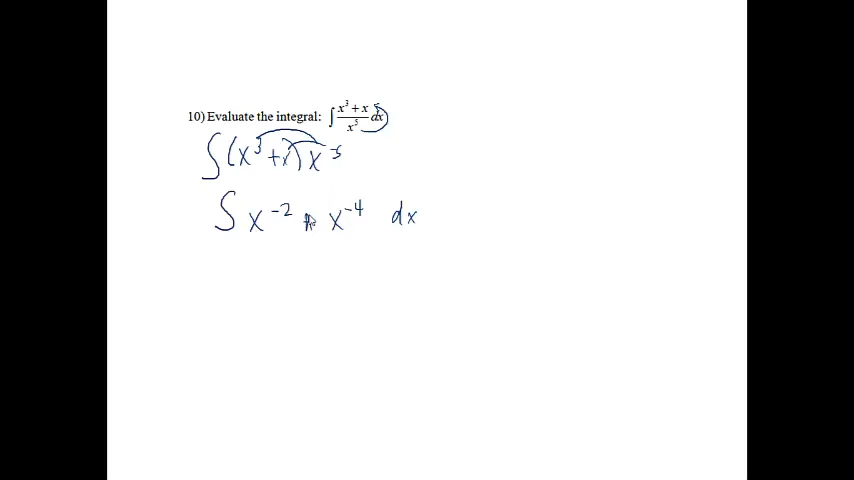 10) Evaluate the integral: ∫ (x³ + x)/x⁵ dx
∫ (x³ + x) x⁻⁵
∫ x⁻² + x⁻⁴ dx